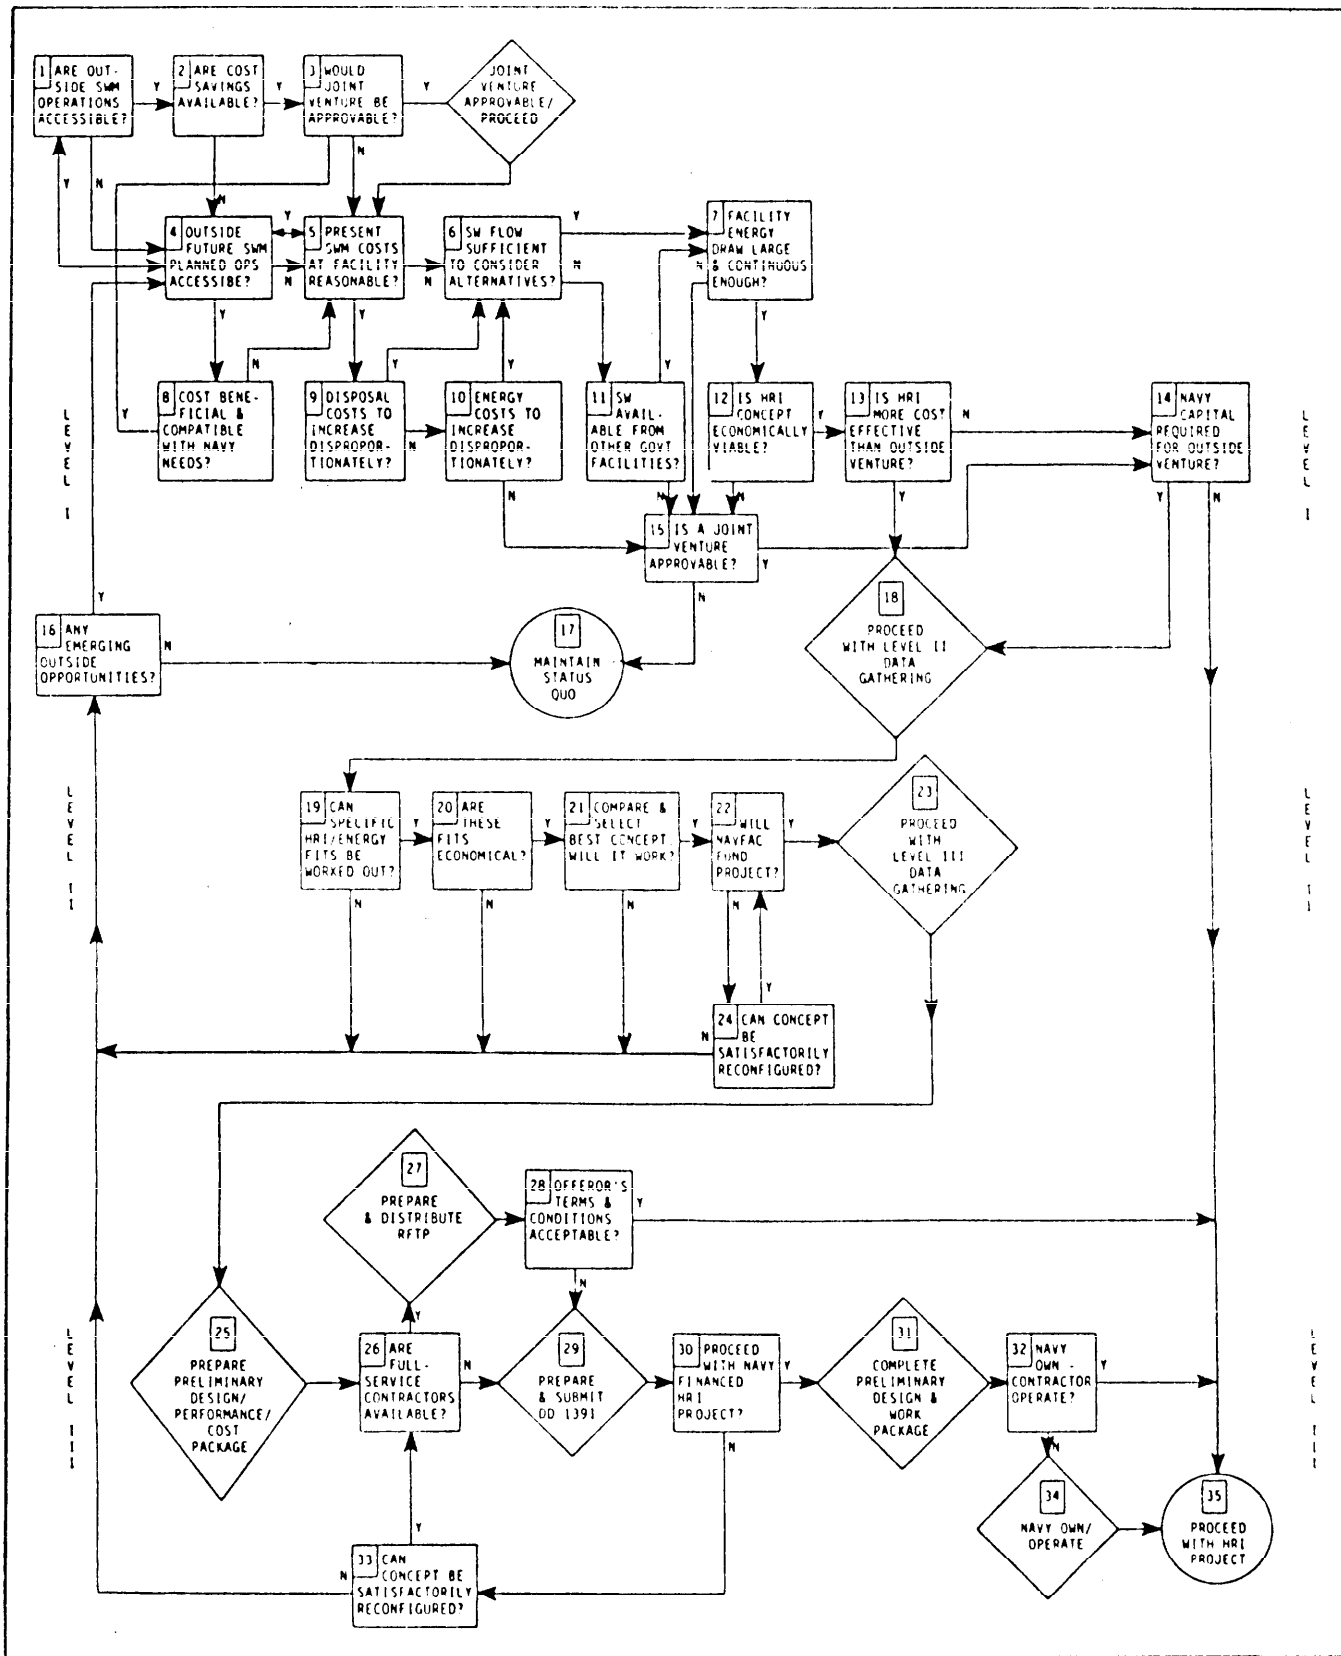 1 ARE OUT-
SIDE SWM
OPERATIONS
ACCESSIBLE?
Y
2 ARE COST
SAVINGS
AVAILABLE?
Y
3 WOULD
JOINT
VENTURE BE
APPROVABLE?
Y
JOINT
VENTURE
APPROVABLE/
PROCEED
Y
N
N
N
4 OUTSIDE
FUTURE SWM
PLANNED OPS
ACCESSIBE?
Y
N
5 PRESENT
SWM COSTS
AT FACILITY
REASONABLE?
N
6 SW FLOW
SUFFICIENT
TO CONSIDER
ALTERNATIVES?
Y
N
7 FACILITY
ENERGY
DRAW LARGE
& CONTINUOUS
ENOUGH?
N
Y
Y
Y
N
Y
Y
Y
8 COST BENE-
FICIAL &
COMPATIBLE
WITH NAVY
NEEDS?
Y
9 DISPOSAL
COSTS TO
INCREASE
DISPROPOR-
TIONATELY?
N
10 ENERGY
COSTS TO
INCREASE
DISPROPOR-
TIONATELY?
11 SW
AVAIL-
ABLE FROM
OTHER GOVT
FACILITIES?
12 IS HRI
CONCEPT
ECONOMICALLY
VIABLE?
Y
13 IS HRI
MORE COST
EFFECTIVE
THAN OUTSIDE
VENTURE?
N
14 NAVY
CAPITAL
REQUIRED
FOR OUTSIDE
VENTURE?
LEVEL I
LEVEL I
N
N
N
Y
Y
N
15 IS A JOINT
VENTURE
APPROVABLE?
Y
N
Y
16 ANY
EMERGING
OUTSIDE
OPPORTUNITIES?
N
17
MAINTAIN
STATUS
QUO
18
PROCEED
WITH LEVEL II
DATA
GATHERING
LEVEL II
LEVEL II
19 CAN
SPECIFIC
HRI/ENERGY
FITS BE
WORKED OUT?
Y
20 ARE
THESE
FITS
ECONOMICAL?
Y
21 COMPARE &
SELECT
BEST CONCEPT.
WILL IT WORK?
Y
22
WILL
NAVFAC
FUND
PROJECT?
Y
23
PROCEED
WITH
LEVEL III
DATA
GATHERING
N
N
N
N
Y
24 CAN CONCEPT
BE
SATISFACTORILY
RECONFIGURED?
N
27
PREPARE
& DISTRIBUTE
RFTP
28 OFFEROR'S
TERMS &
CONDITIONS
ACCEPTABLE?
Y
N
Y
LEVEL III
LEVEL III
25
PREPARE
PRELIMINARY
DESIGN/
PERFORMANCE/
COST
PACKAGE
26 ARE
FULL-
SERVICE
CONTRACTORS
AVAILABLE?
N
29
PREPARE
& SUBMIT
DD 1391
30 PROCEED
WITH NAVY
FINANCED
HRI
PROJECT?
Y
31
COMPLETE
PRELIMINARY
DESIGN &
WORK
PACKAGE
32 NAVY
OWN -
CONTRACTOR
OPERATE?
Y
N
N
34
NAVY OWN/
OPERATE
35
PROCEED
WITH HRI
PROJECT
Y
33 CAN
CONCEPT BE
SATISFACTORILY
RECONFIGURED?
N